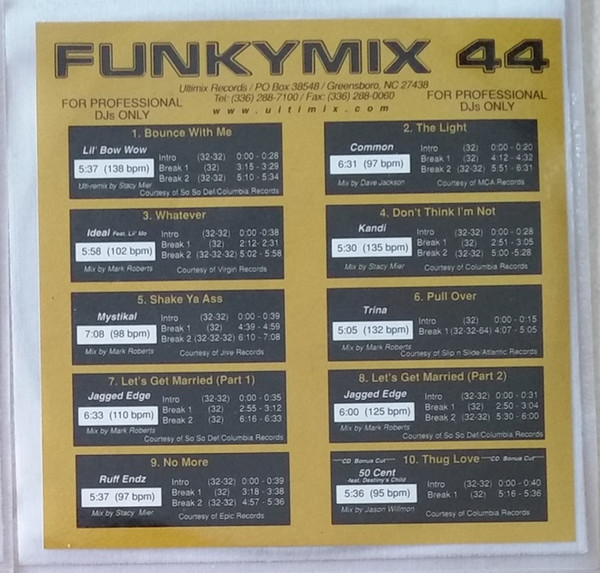 FUNKYMIX 44
Ultimix Records / PO Box 38548 / Greensboro, NC 27438
Tel: (336) 288-7100 / Fax: (336) 288-0060
www.ultimix.com
FOR PROFESSIONAL
DJs ONLY
FOR PROFESSIONAL
DJs ONLY
1. Bounce With Me
Lil' Bow Wow
5:37 (138 bpm)
Ulti-remix by Stacy Mier
Intro (32-32) 0:00 - 0:28
Break 1 (32) 3:15 - 3:29
Break 2 (32-32) 5:10 - 5:34
Courtesy of So So Def/Columbia Records
2. The Light
Common
6:31 (97 bpm)
Mix by Dave Jackson
Intro (32) 0:00 - 0:20
Break 1 (32) 4:12 - 4:32
Break 2 (32-32) 5:51 - 6:31
Courtesy of MCA Records
3. Whatever
Ideal Feat. Lil' Mo
5:58 (102 bpm)
Mix by Mark Roberts
Intro (32-32) 0:00 -0:38
Break 1 (32) 2:12- 2:31
Break 2 (32-32-32) 5:02 - 5:58
Courtesy of Virgin Records
4. Don't Think I'm Not
Kandi
5:30 (135 bpm)
Mix by Stacy Mier
Intro (32-32) 0:00 - 0:28
Break 1 (32) 2:51 - 3:05
Break 2 (32-32) 5:00 -5:28
Courtesy of Columbia Records
5. Shake Ya Ass
Mystikal
7:08 (98 bpm)
Mix by Mark Roberts
Intro (32-32) 0:00 - 0:39
Break 1 (32) 4:39 - 4:59
Break 2 (32-32-32) 6:10 - 7:08
Courtesy of Jive Records
6. Pull Over
Trina
5:05 (132 bpm)
Mix by Mark Roberts
Intro (32) 0:00 - 0:15
Break 1 (32-32-64) 4:07 - 5:05
Courtesy of Slip n Slide/Atlantic Records
7. Let's Get Married (Part 1)
Jagged Edge
6:33 (110 bpm)
Mix by Mark Roberts
Intro (32-32) 0:00 - 0:35
Break 1 (32) 2:55 - 3:12
Break 2 (32) 6:16 - 6:33
Courtesy of So So Def/Columbia Records
8. Let's Get Married (Part 2)
Jagged Edge
6:00 (125 bpm)
Mix by Mark Roberts
Intro (32-32) 0:00 - 0:31
Break 1 (32) 2:50 - 3:04
Break 2 (32-32) 5:30 - 6:00
Courtesy of So So Def/Columbia Records
9. No More
Ruff Endz
5:37 (97 bpm)
Mix by Stacy Mier
Intro (32-32) 0:00 - 0:39
Break 1 (32) 3:18 - 3:38
Break 2 (32-32) 4:57 - 5:36
Courtesy of Epic Records
CD Bonus Cut 10. Thug Love CD Bonus Cut
50 Cent
feat. Destiny's Child
5:36 (95 bpm)
Mix by Jason Willmon
Intro (32-32) 0:00 - 0:40
Break 1 (32) 5:16 - 5:36
Courtesy of Columbia Records